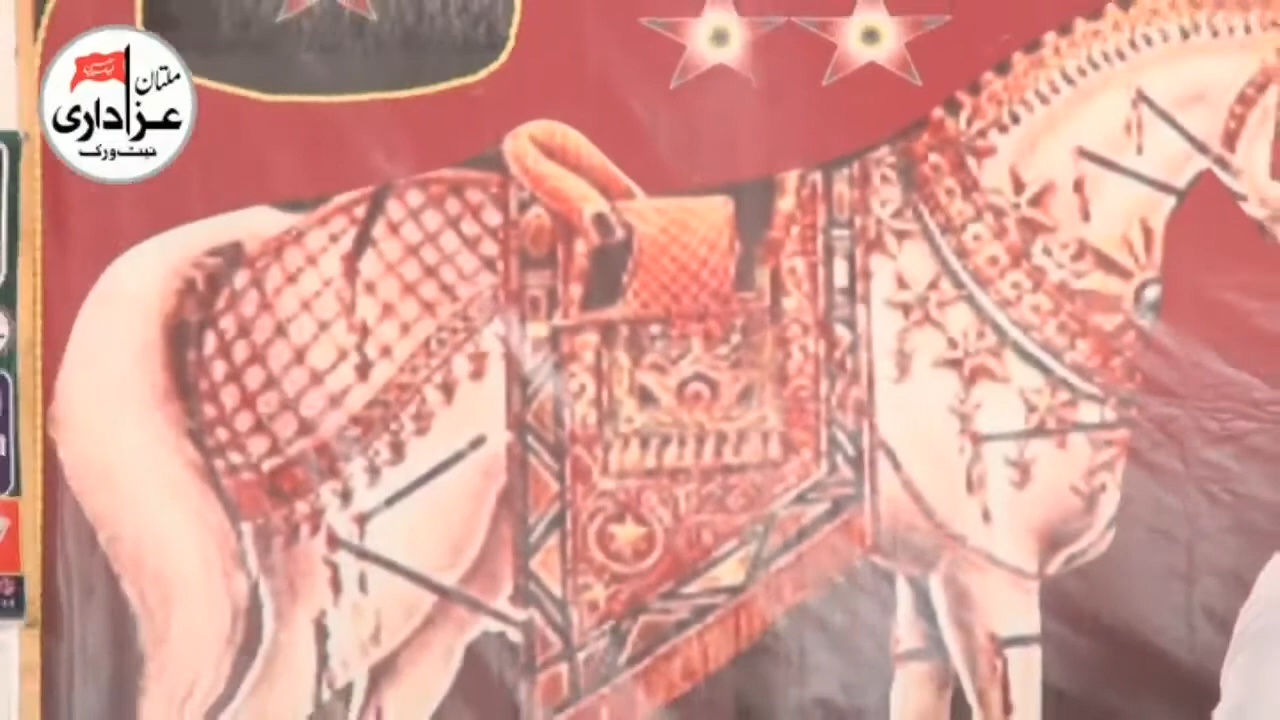 ملتان
عزاداری
نیٹ ورک